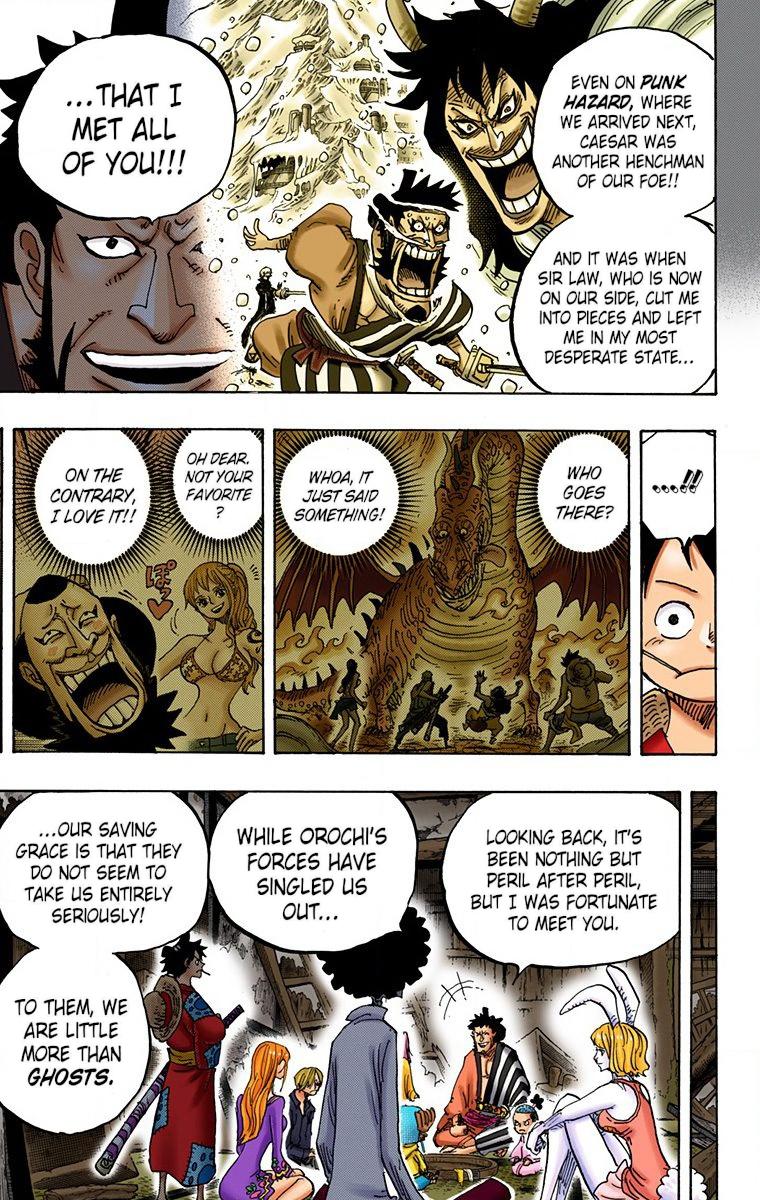 EVEN ON PUNK
HAZARD, WHERE
WE ARRIVED NEXT,
CAESAR WAS
ANOTHER HENCHMAN
OF OUR FOE!!
AND IT WAS WHEN
SIR LAW, WHO IS NOW
ON OUR SIDE, CUT ME
INTO PIECES AND LEFT
ME IN MY MOST
DESPERATE STATE...
...THAT I
MET ALL
OF YOU!!!
....!!
WHO
GOES
THERE?
WHOA, IT
JUST SAID
SOMETHING!
OH DEAR.
NOT YOUR
FAVORITE
?
ON THE
CONTRARY,
I LOVE IT!!
ぽっ♥
LOOKING BACK, IT'S
BEEN NOTHING BUT
PERIL AFTER PERIL,
BUT I WAS FORTUNATE
TO MEET YOU.
WHILE OROCHI'S
FORCES HAVE
SINGLED US
OUT...
...OUR SAVING
GRACE IS THAT THEY
DO NOT SEEM TO
TAKE US ENTIRELY
SERIOUSLY!
TO THEM, WE
ARE LITTLE
MORE THAN
GHOSTS.